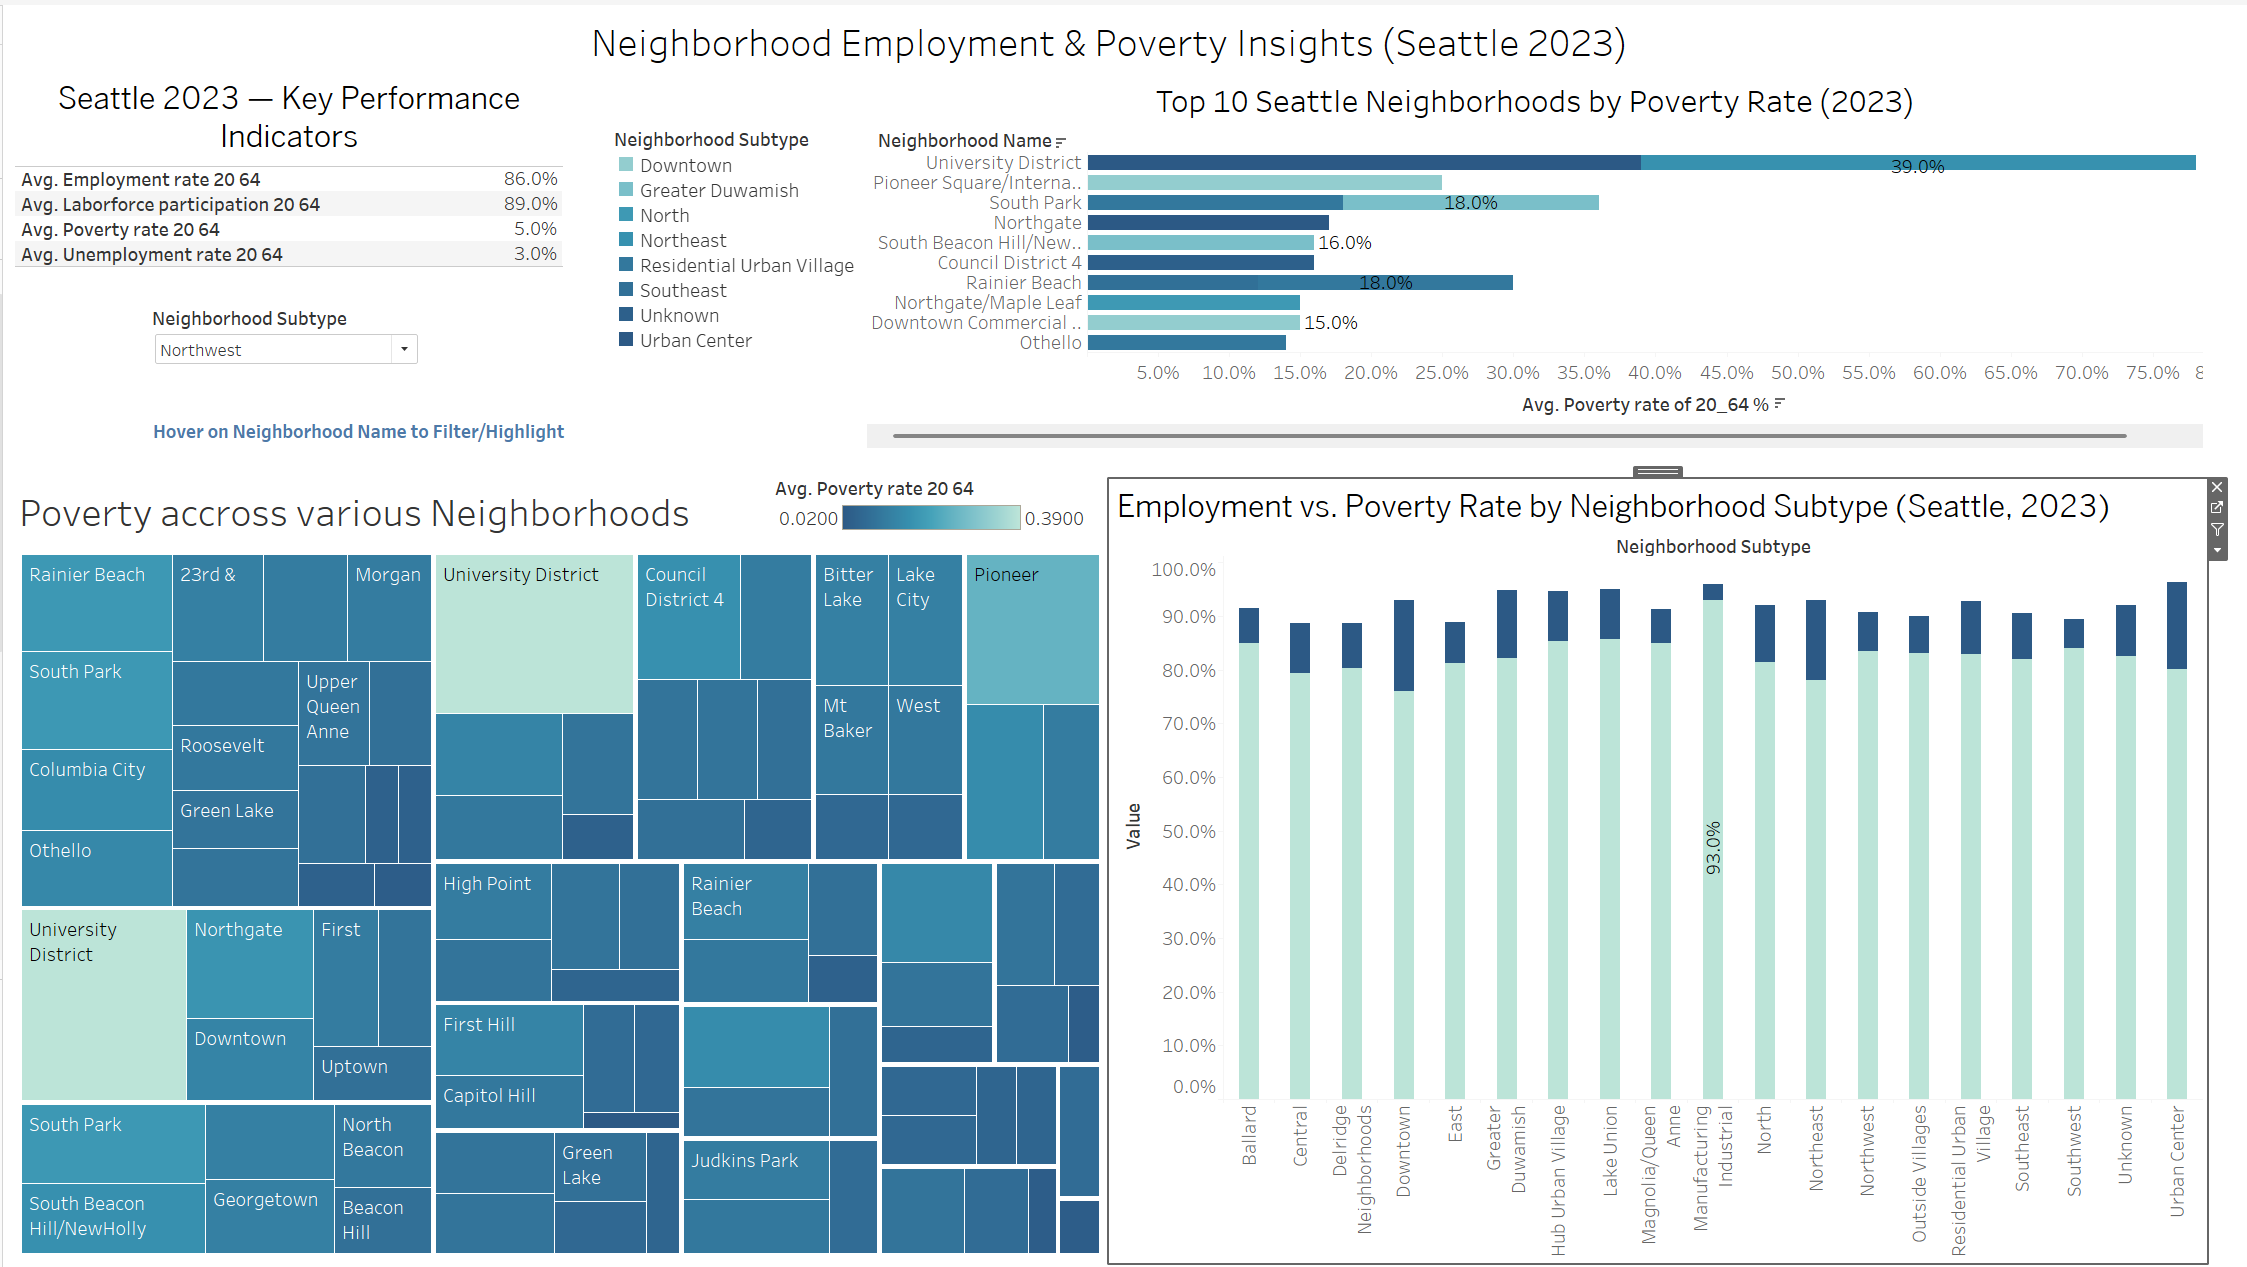 Neighborhood Employment & Poverty Insights (Seattle 2023)
Seattle 2023 — Key Performance
Indicators
Avg. Employment rate 20 64 86.0%
Avg. Laborforce participation 20 64 89.0%
Avg. Poverty rate 20 64 5.0%
Avg. Unemployment rate 20 64 3.0%
Neighborhood Subtype
Northwest
Hover on Neighborhood Name to Filter/Highlight
Neighborhood Subtype
Downtown
Greater Duwamish
North
Northeast
Residential Urban Village
Southeast
Unknown
Urban Center
Top 10 Seattle Neighborhoods by Poverty Rate (2023)
Neighborhood Name
University District 39.0%
Pioneer Square/Interna..
South Park 18.0%
Northgate
South Beacon Hill/New.. 16.0%
Council District 4
Rainier Beach 18.0%
Northgate/Maple Leaf
Downtown Commercial .. 15.0%
Othello
5.0% 10.0% 15.0% 20.0% 25.0% 30.0% 35.0% 40.0% 45.0% 50.0% 55.0% 60.0% 65.0% 70.0% 75.0% 8
Avg. Poverty rate of 20_64 %
Poverty accross various Neighborhoods
Avg. Poverty rate 20 64
0.0200 0.3900
Rainier Beach
South Park
Columbia City
Othello
23rd &
Morgan
Upper
Queen
Anne
Roosevelt
Green Lake
University District
Council
District 4
Bitter
Lake
Lake
City
Mt
Baker
West
Pioneer
University
District
Northgate
Downtown
First
Uptown
High Point
Rainier
Beach
First Hill
Capitol Hill
South Park
South Beacon
Hill/NewHolly
Georgetown
North
Beacon
Beacon
Hill
Green
Lake
Judkins Park
Employment vs. Poverty Rate by Neighborhood Subtype (Seattle, 2023)
Neighborhood Subtype
Value
100.0%
90.0%
80.0%
70.0%
60.0%
50.0%
40.0%
30.0%
20.0%
10.0%
0.0%
93.0%
Ballard
Central
Delridge
Neighborhoods
Downtown
East
Greater
Duwamish
Hub Urban Village
Lake Union
Magnolia/Queen
Anne
Manufacturing
Industrial
North
Northeast
Northwest
Outside Villages
Residential Urban
Village
Southeast
Southwest
Unknown
Urban Center